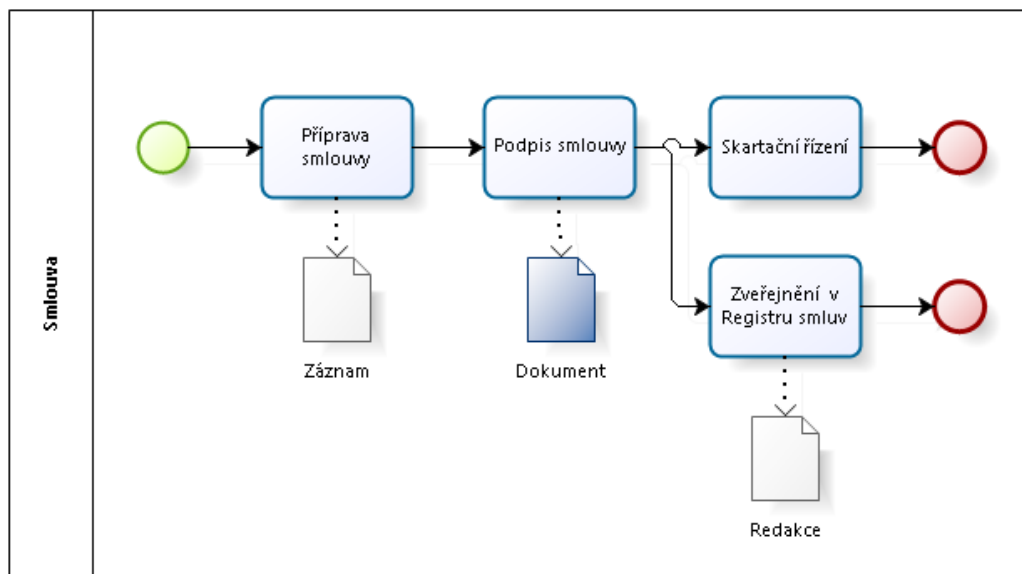 Smlouva
Příprava
smlouvy
Podpis smlouvy
Skartační řízení
Zveřejnění v
Registru smluv
Záznam
Dokument
Redakce